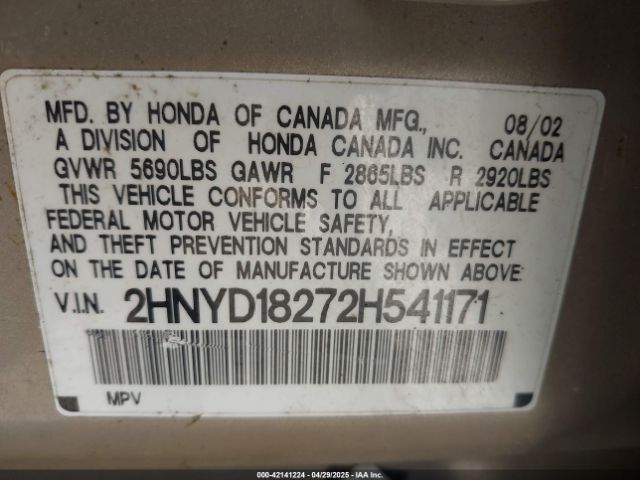 MFD. BY HONDA OF CANADA MFG., 08/02
A DIVISION OF HONDA CANADA INC. CANADA
GVWR 5690LBS GAWR F 2865LBS R 2920LBS
THIS VEHICLE CONFORMS TO ALL APPLICABLE
FEDERAL MOTOR VEHICLE SAFETY,
AND THEFT PREVENTION STANDARDS IN EFFECT
ON THE DATE OF MANUFACTURE SHOWN ABOVE.
V.I.N. 2HNYD18272H541171
MPV
000-42141224 - 04/29/2025 - IAA Inc.